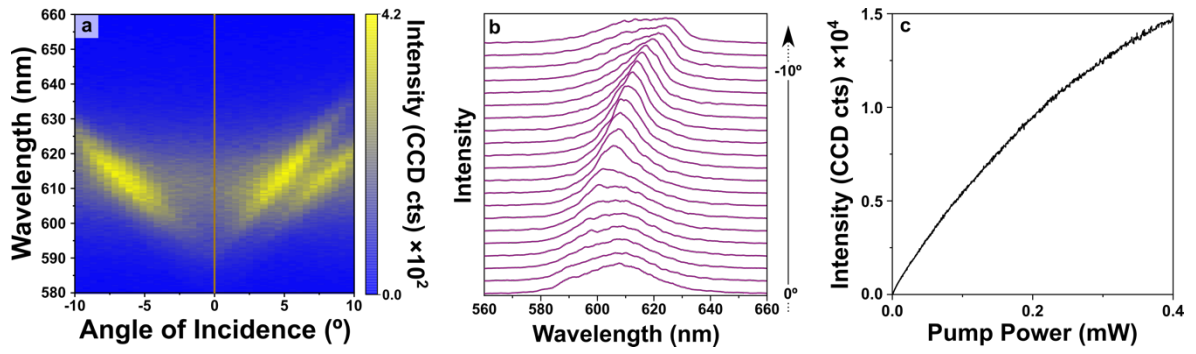 a
660
650
640
630
620
610
600
590
580
Wavelength (nm)
-10
-5
0
5
10
Angle of Incidence (º)
4.2
0.0
Intensity (CCD cts) ×10²
b
Intensity
560
580
600
620
640
660
Wavelength (nm)
-10º
0º
c
1.5
1.0
0.5
0.0
Intensity (CCD cts) ×10⁴
0.0
0.2
0.4
Pump Power (mW)